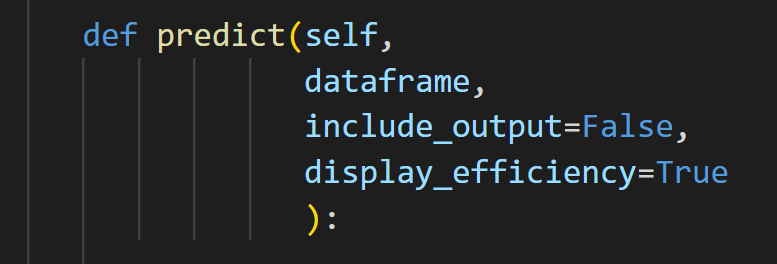 def predict(self,
dataframe,
include_output=False,
display_efficiency=True
):